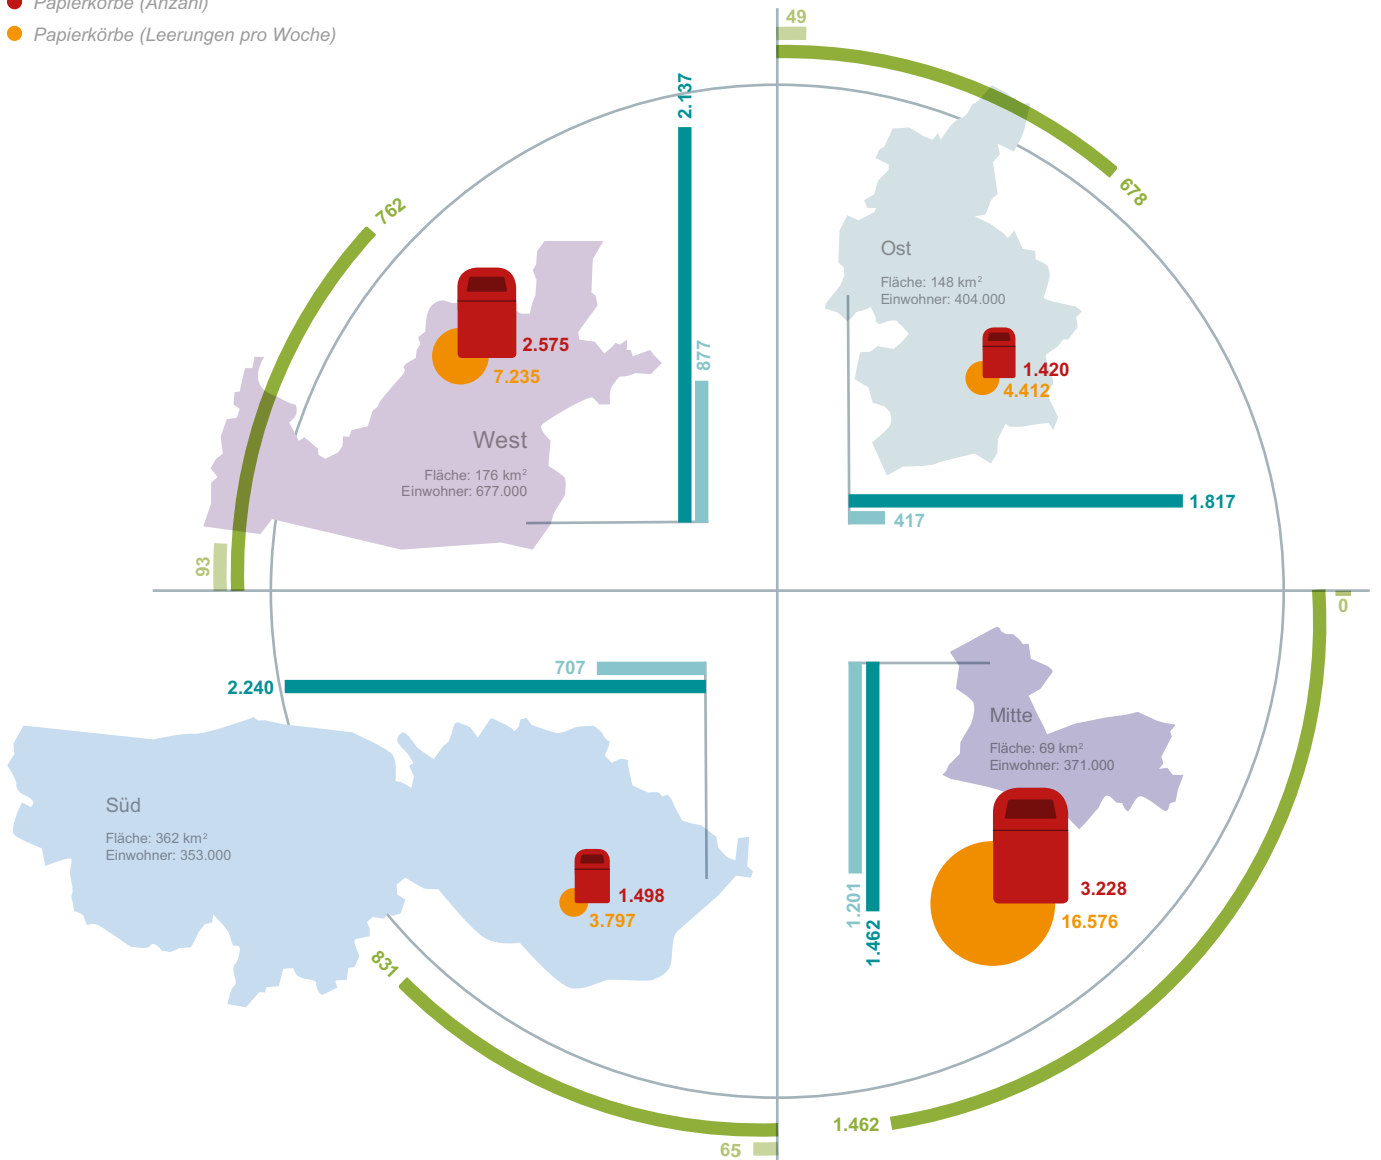 Papierkörbe (Anzahl)
Papierkörbe (Leerungen pro Woche)
49
2.137
678
762
Ost
Fläche: 148 km²
Einwohner: 404.000
2.575
7.235
877
1.420
4.412
West
Fläche: 176 km²
Einwohner: 677.000
1.817
417
93
0
707
2.240
Mitte
Fläche: 69 km²
Einwohner: 371.000
Süd
Fläche: 362 km²
Einwohner: 353.000
1.498
3.797
1.201
1.462
3.228
16.576
831
1.462
65